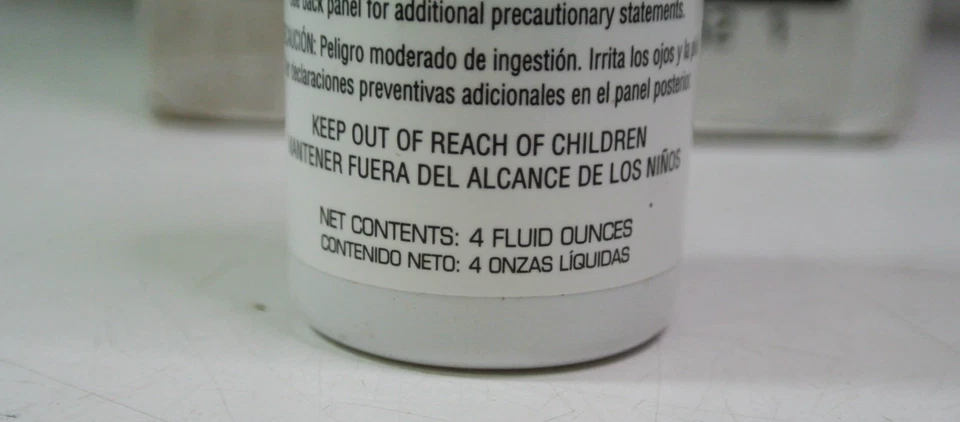 back panel for additional precautionary statements.
Peligro moderado de ingestión. Irrita los ojos y la
declaraciones preventivas adicionales en el panel posterior
KEEP OUT OF REACH OF CHILDREN
MANTENER FUERA DEL ALCANCE DE LOS NIÑOS
NET CONTENTS: 4 FLUID OUNCES
CONTENIDO NETO: 4 ONZAS LÍQUIDAS